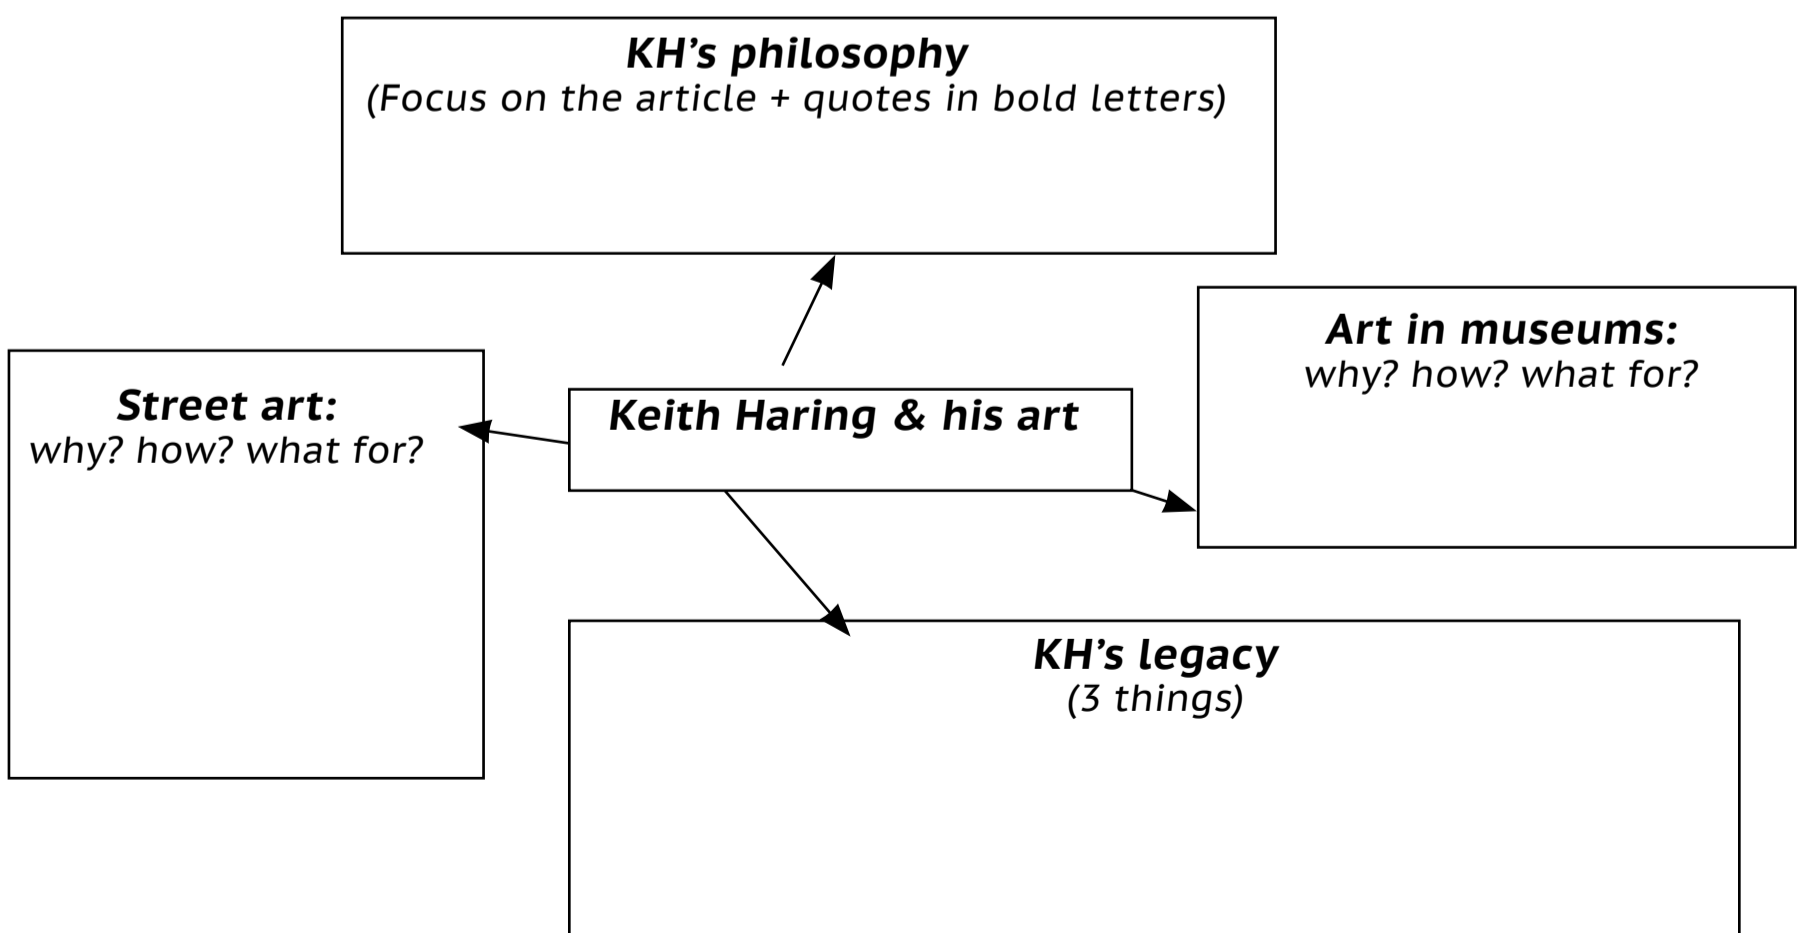 KH’s philosophy
(Focus on the article + quotes in bold letters)
Art in museums:
why? how? what for?
Street art:
why? how? what for?
Keith Haring & his art
KH’s legacy
(3 things)